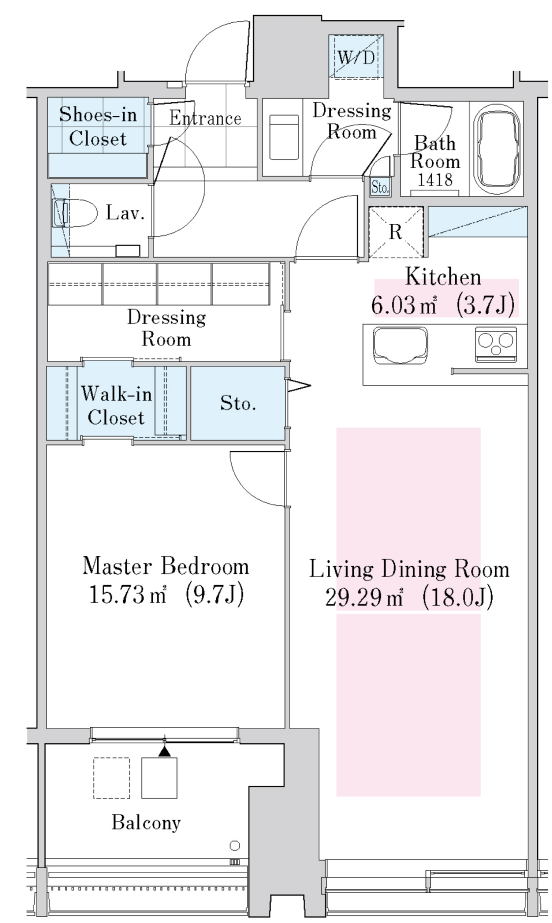 W/D
Shoes-in
Closet
Entrance
Dressing
Room
Bath
Room
1418
Sto.
Lav.
R
Kitchen
6.03㎡ (3.7J)
Dressing
Room
Walk-in
Closet
Sto.
Master Bedroom
15.73㎡ (9.7J)
Living Dining Room
29.29㎡ (18.0J)
Balcony